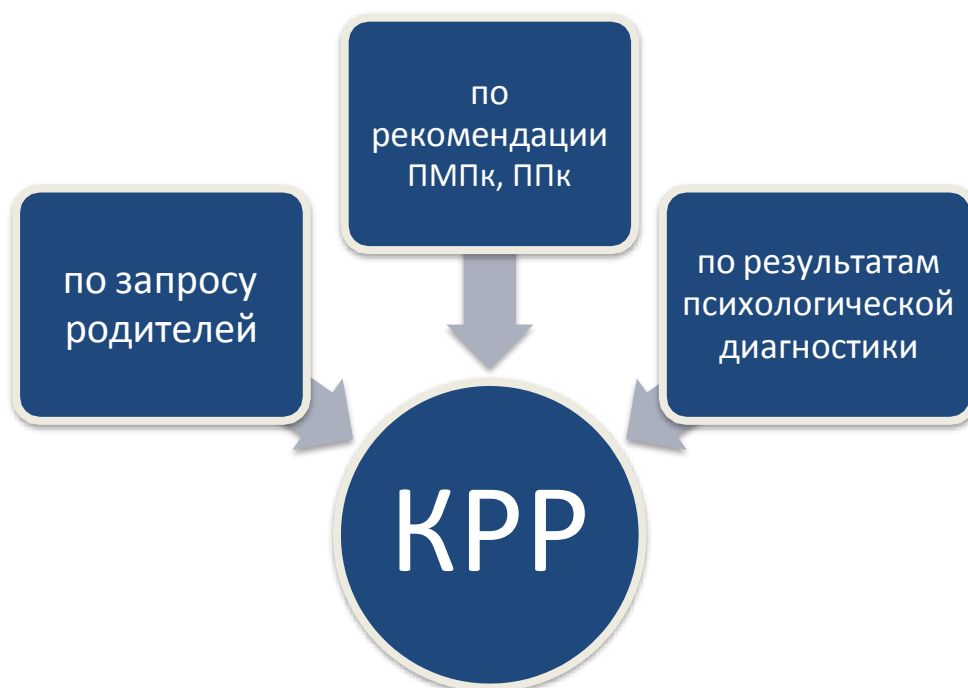 по
рекомендации
ПМПк, ППк
по запросу
родителей
по результатам
психологической
диагностики
КРР